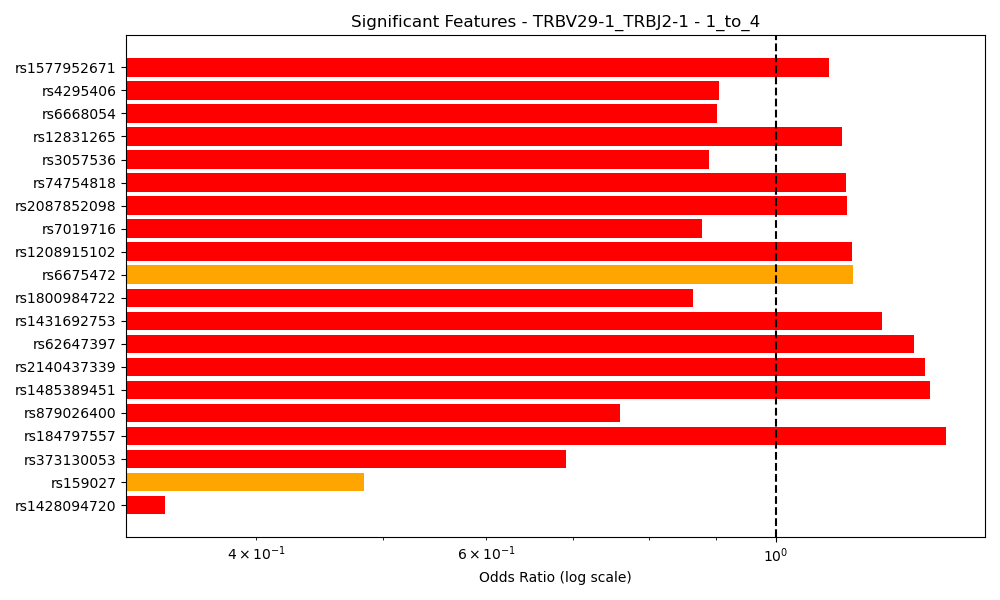 Significant Features - TRBV29-1_TRBJ2-1 - 1_to_4
rs1577952671
rs4295406
rs6668054
rs12831265
rs3057536
rs74754818
rs2087852098
rs7019716
rs1208915102
rs6675472
rs1800984722
rs1431692753
rs62647397
rs2140437339
rs1485389451
rs879026400
rs184797557
rs373130053
rs159027
rs1428094720
4 × 10⁻¹ 6 × 10⁻¹ 10⁰
Odds Ratio (log scale)